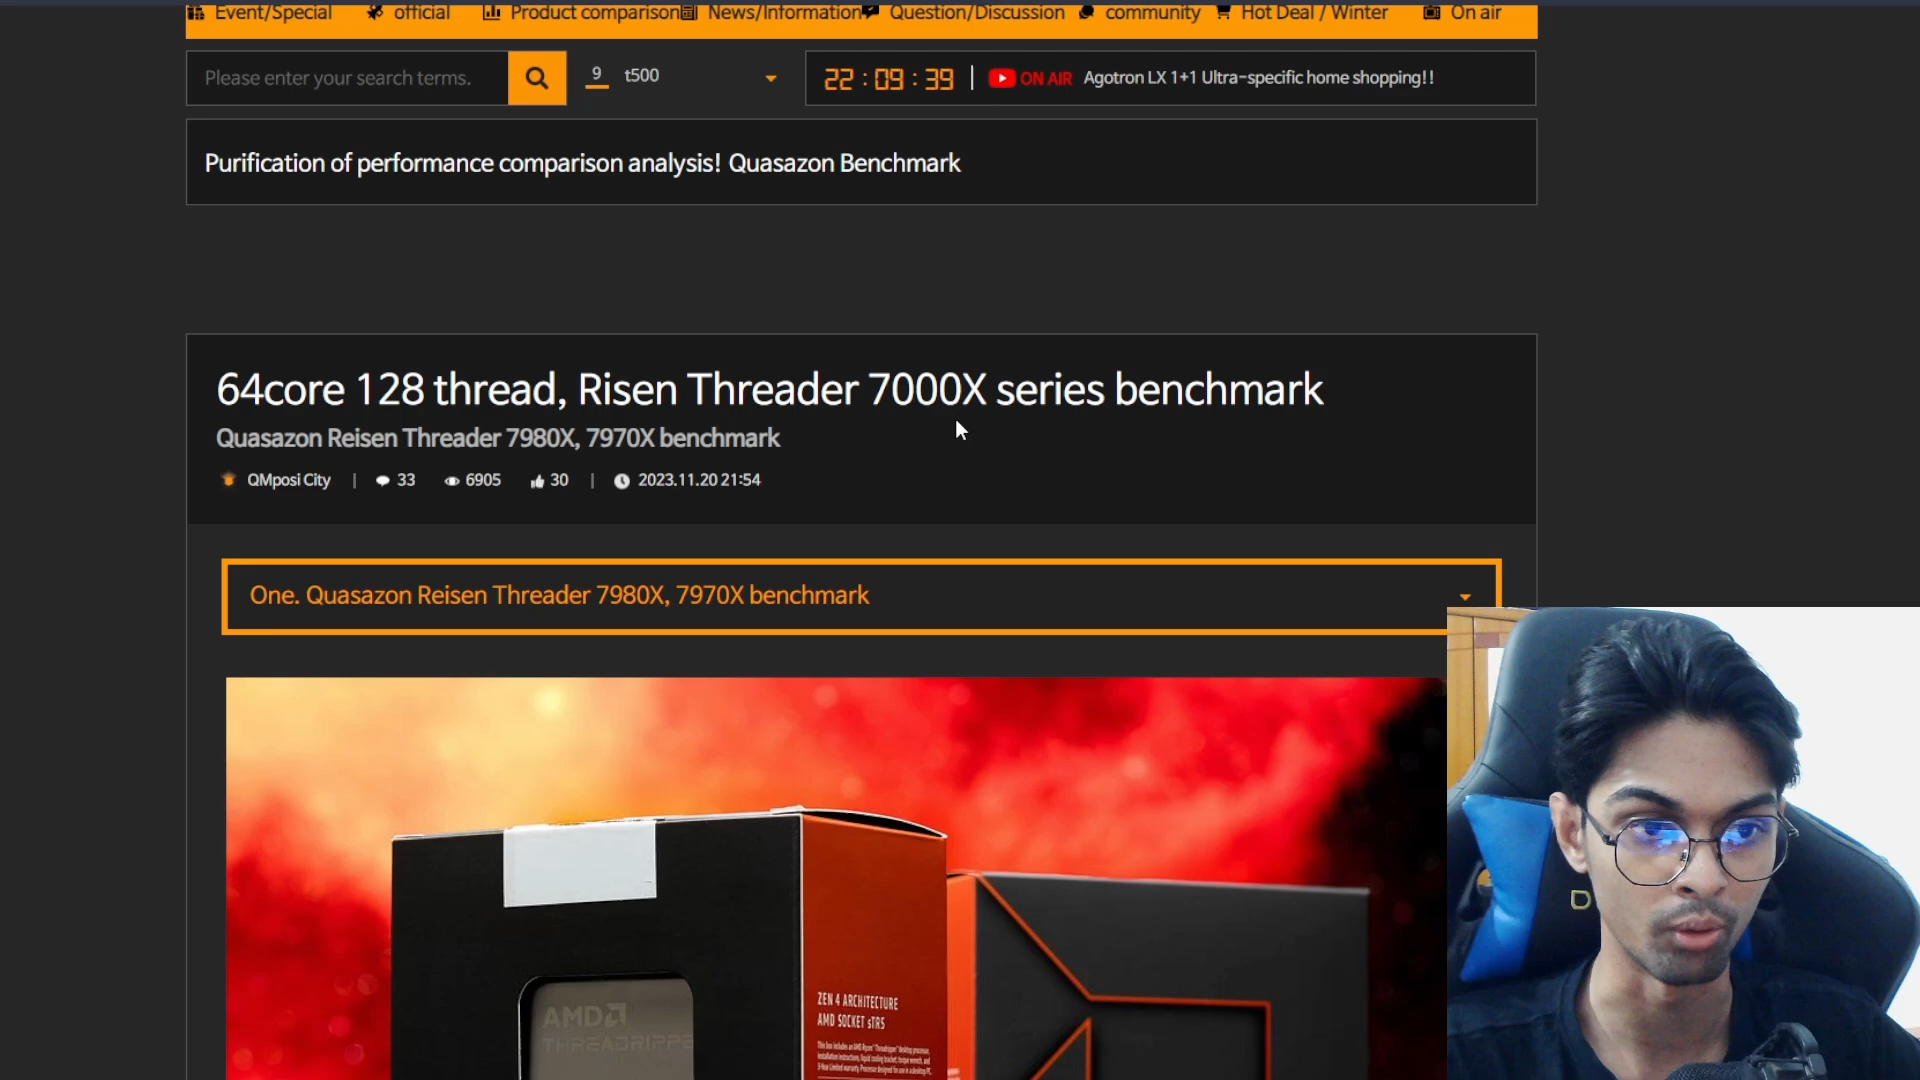 Event/Special official Product comparison News/Information Question/Discussion community Hot Deal / Winter On air
Please enter your search terms. 9 t500 22 : 09 : 39 | ON AIR Agotron LX 1+1 Ultra-specific home shopping!!
Purification of performance comparison analysis! Quasazon Benchmark
64core 128 thread, Risen Threader 7000X series benchmark
Quasazon Reisen Threader 7980X, 7970X benchmark
QMposi City | 33 6905 30 | 2023.11.20 21:54
One. Quasazon Reisen Threader 7980X, 7970X benchmark
ZEN 4 ARCHITECTURE
AMD SOCKET sTR5
AMD
THREADRIPPE